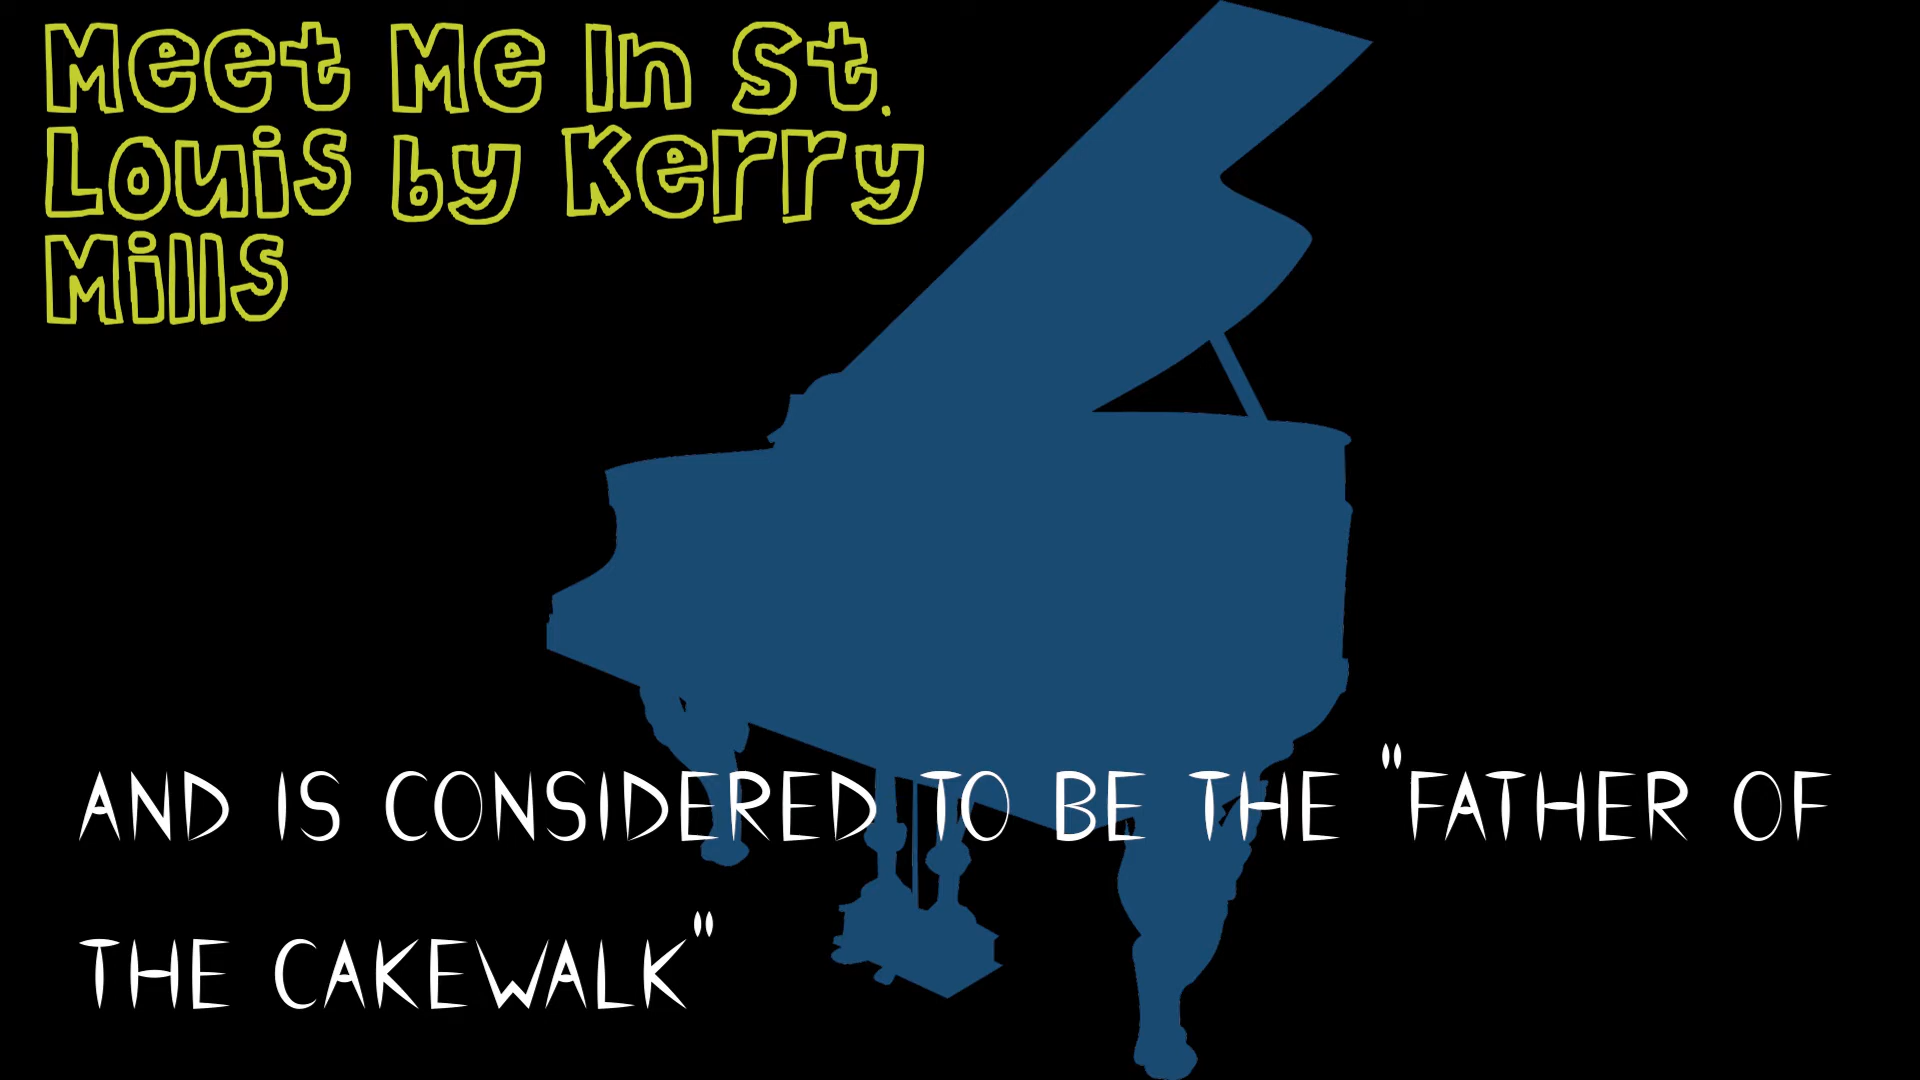 Meet Me In St.
Louis by Kerry
Mills
AND IS CONSIDERED TO BE THE "FATHER OF
THE CAKEWALK"